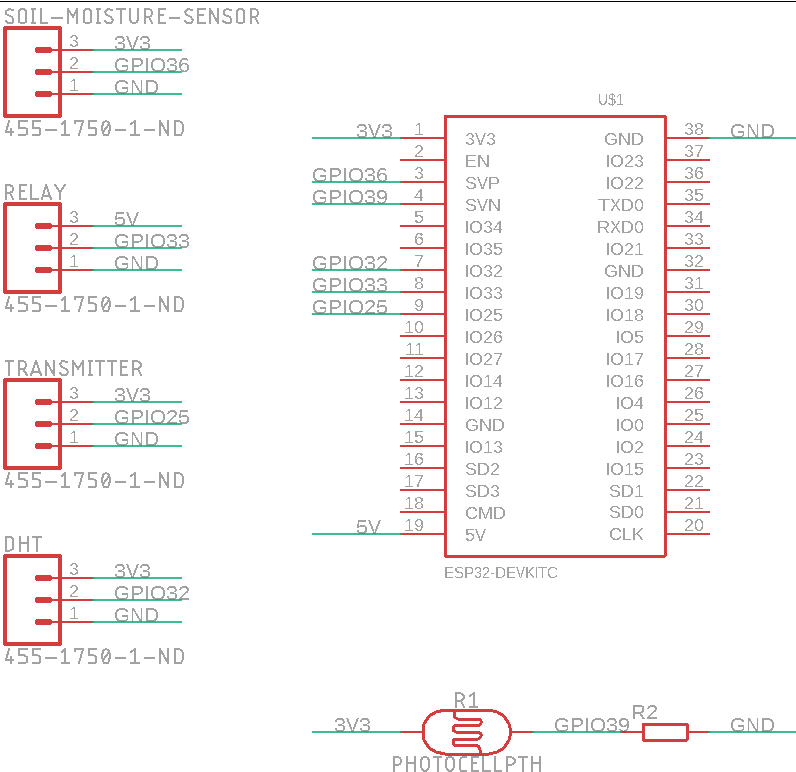 SOIL-MOISTURE-SENSOR
3 3V3
2 GPIO36
1 GND
455-1750-1-ND
RELAY
3 5V
2 GPIO33
1 GND
455-1750-1-ND
TRANSMITTER
3 3V3
2 GPIO25
1 GND
455-1750-1-ND
DHT
3 3V3
2 GPIO32
1 GND
455-1750-1-ND
U$1
3V3 1 3V3 GND 38 GND
2 EN IO23 37
GPIO36 3 SVP IO22 36
GPIO39 4 SVN TXD0 35
5 IO34 RXD0 34
6 IO35 IO21 33
GPIO32 7 IO32 GND 32
GPIO33 8 IO33 IO19 31
GPIO25 9 IO25 IO18 30
10 IO26 IO5 29
11 IO27 IO17 28
12 IO14 IO16 27
13 IO12 IO4 26
14 GND IO0 25
15 IO13 IO2 24
16 SD2 IO15 23
17 SD3 SD1 22
18 CMD SD0 21
5V 19 5V CLK 20
ESP32-DEVKITC
R1
R2
3V3 GPIO39 GND
PHOTOCELLPTH